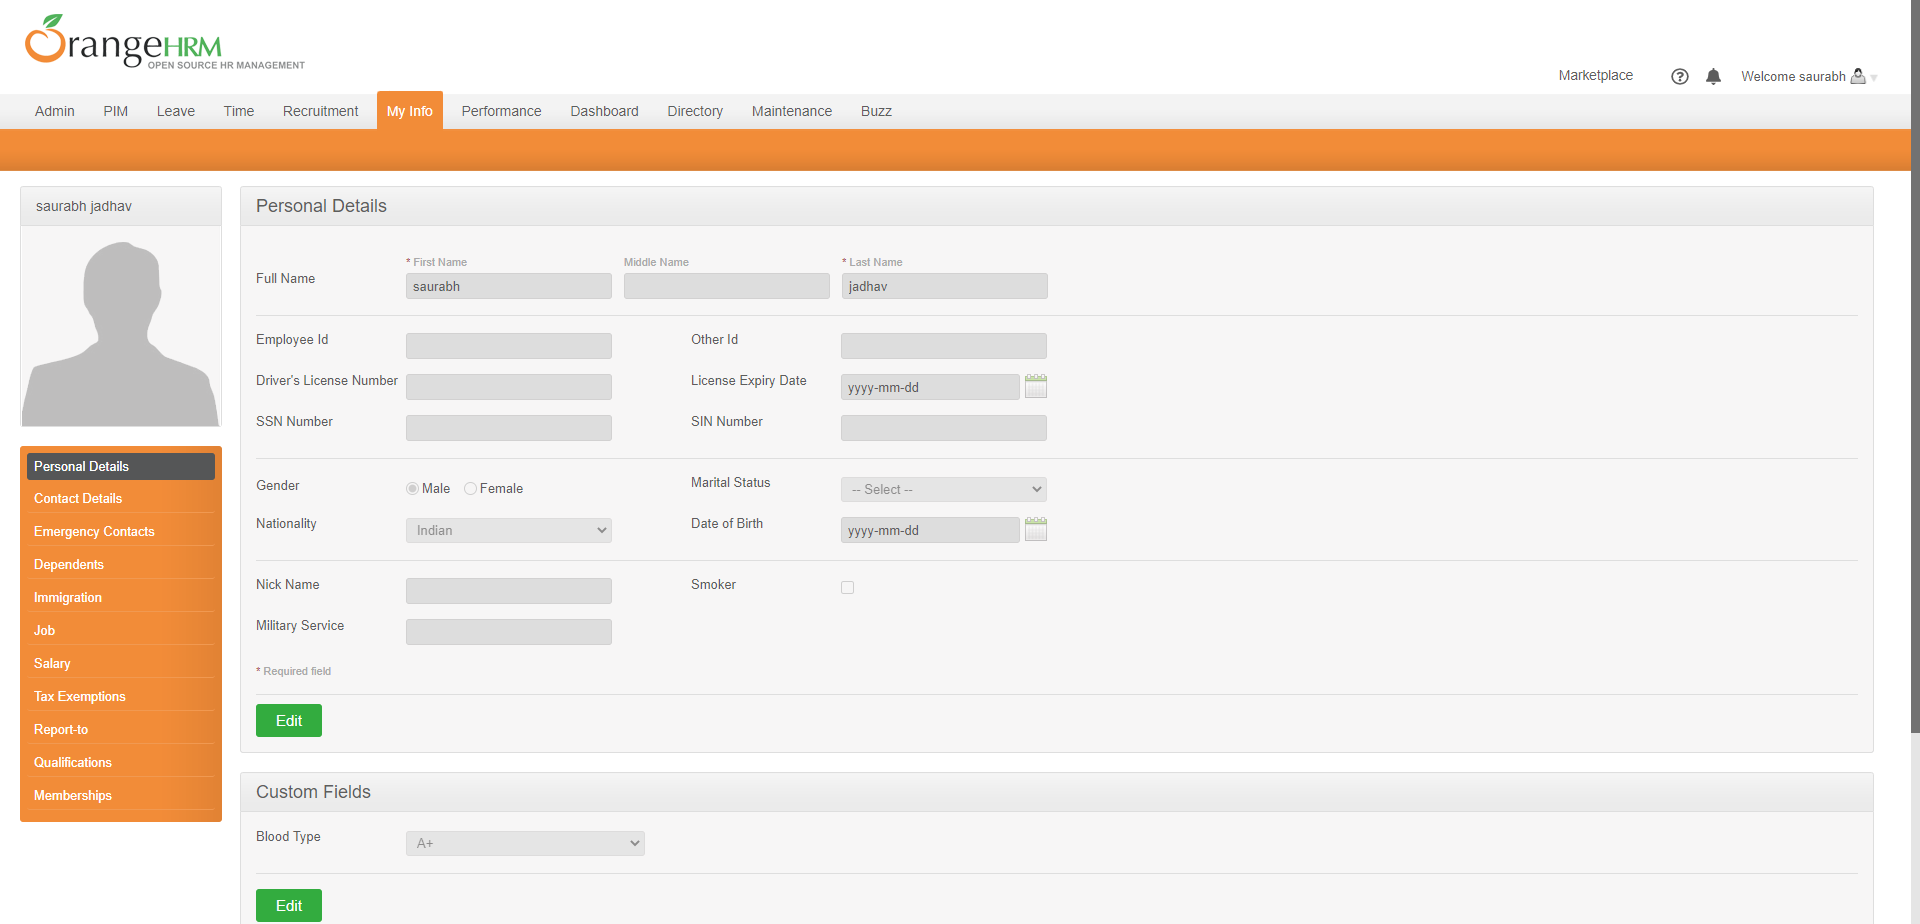 OrangeHRM
OPEN SOURCE HR MANAGEMENT
Marketplace Welcome saurabh
Admin PIM Leave Time Recruitment My Info Performance Dashboard Directory Maintenance Buzz
saurabh jadhav
Personal Details
Contact Details
Emergency Contacts
Dependents
Immigration
Job
Salary
Tax Exemptions
Report-to
Qualifications
Memberships
Personal Details
* First Name Middle Name * Last Name
Full Name saurabh jadhav
Employee Id Other Id
Driver's License Number License Expiry Date yyyy-mm-dd
SSN Number SIN Number
Gender Male Female Marital Status -- Select --
Nationality Indian Date of Birth yyyy-mm-dd
Nick Name Smoker
Military Service
* Required field
Edit
Custom Fields
Blood Type A+
Edit